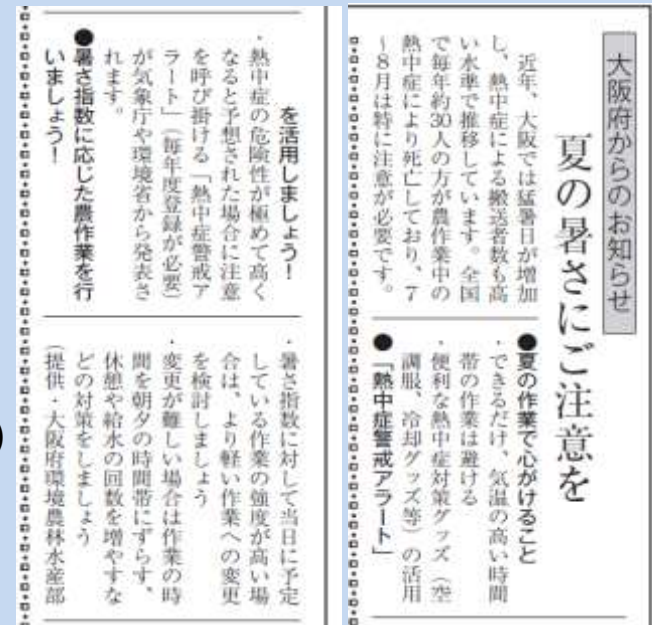 大阪府からのお知らせ
夏の暑さにご注意を
近年、大阪では猛暑日が増加
し、熱中症による搬送者数も高
い水準で推移しています。全国
で毎年約30人の方が農作業中の
熱中症により死亡しており、7
~8月は特に注意が必要です。
●夏の作業で心がけること
・できるだけ、気温の高い時間
帯の作業は避ける
・便利な熱中症対策グッズ(空
調服、冷却グッズ等)の活用
●「熱中症警戒アラート」
を活用しましょう!
・熱中症の危険性が極めて高く
なると予想された場合に注意
を呼び掛ける「熱中症警戒ア
ラート」(毎年度登録が必要)
が気象庁や環境省から発表さ
れます。
●暑さ指数に応じた農作業を行
いましょう!
・暑さ指数に対して当日に予定
している作業の強度が高い場
合は、より軽い作業への変更
を検討しましょう
・変更が難しい場合は作業の時
間を朝夕の時間帯にずらす、
休憩や給水の回数を増やすな
どの対策をしましょう
(提供・大阪府環境農林水産部